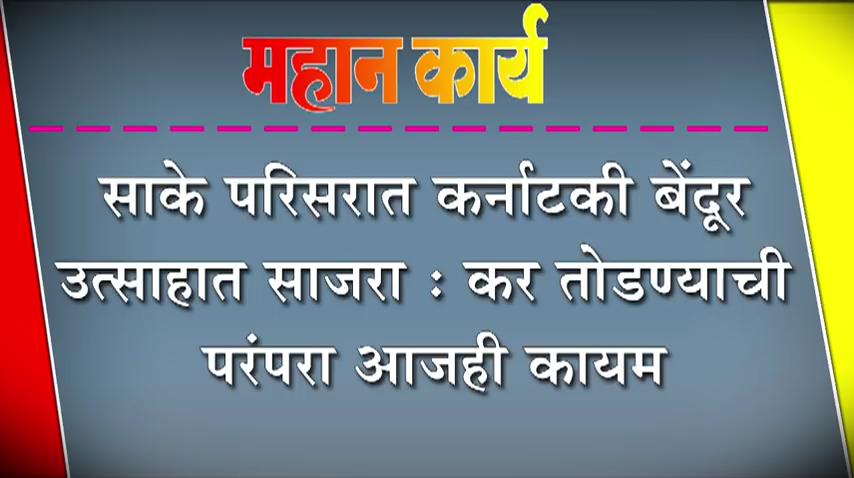 महान कार्य
साके परिसरात कर्नाटकी बेंदूर
उत्साहात साजरा : कर तोडण्याची
परंपरा आजही कायम